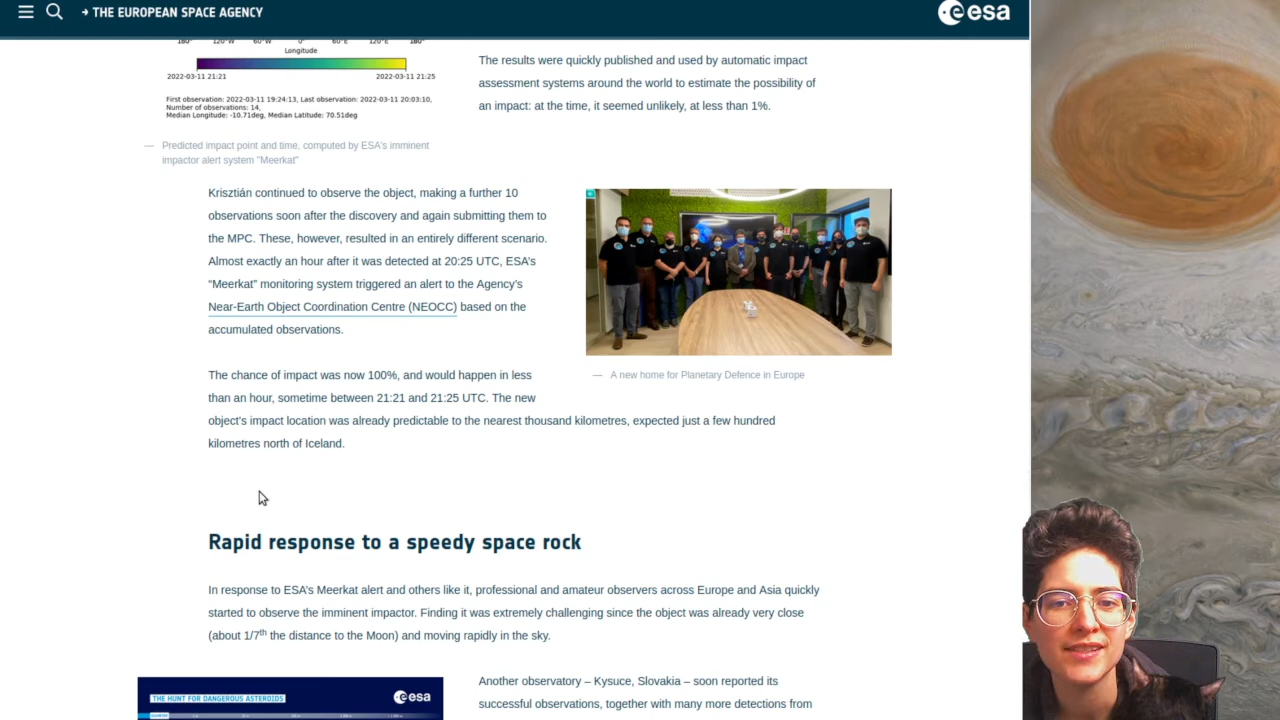 → THE EUROPEAN SPACE AGENCY
esa
180° 120°W 60°W 0° 60°E 120°E 180°
Longitude
2022-03-11 21:21 2022-03-11 21:25
First observation: 2022-03-11 19:24:13, Last observation: 2022-03-11 20:03:10,
Number of observations: 14,
Median Longitude: -10.71deg, Median Latitude: 70.51deg
— Predicted impact point and time, computed by ESA's imminent
impactor alert system "Meerkat"
The results were quickly published and used by automatic impact
assessment systems around the world to estimate the possibility of
an impact: at the time, it seemed unlikely, at less than 1%.
Krisztián continued to observe the object, making a further 10
observations soon after the discovery and again submitting them to
the MPC. These, however, resulted in an entirely different scenario.
Almost exactly an hour after it was detected at 20:25 UTC, ESA's
“Meerkat” monitoring system triggered an alert to the Agency's
Near-Earth Object Coordination Centre (NEOCC) based on the
accumulated observations.
— A new home for Planetary Defence in Europe
The chance of impact was now 100%, and would happen in less
than an hour, sometime between 21:21 and 21:25 UTC. The new
object's impact location was already predictable to the nearest thousand kilometres, expected just a few hundred
kilometres north of Iceland.
Rapid response to a speedy space rock
In response to ESA's Meerkat alert and others like it, professional and amateur observers across Europe and Asia quickly
started to observe the imminent impactor. Finding it was extremely challenging since the object was already very close
(about 1/7th the distance to the Moon) and moving rapidly in the sky.
THE HUNT FOR DANGEROUS ASTEROIDS
esa
Another observatory – Kysuce, Slovakia – soon reported its
successful observations, together with many more detections from